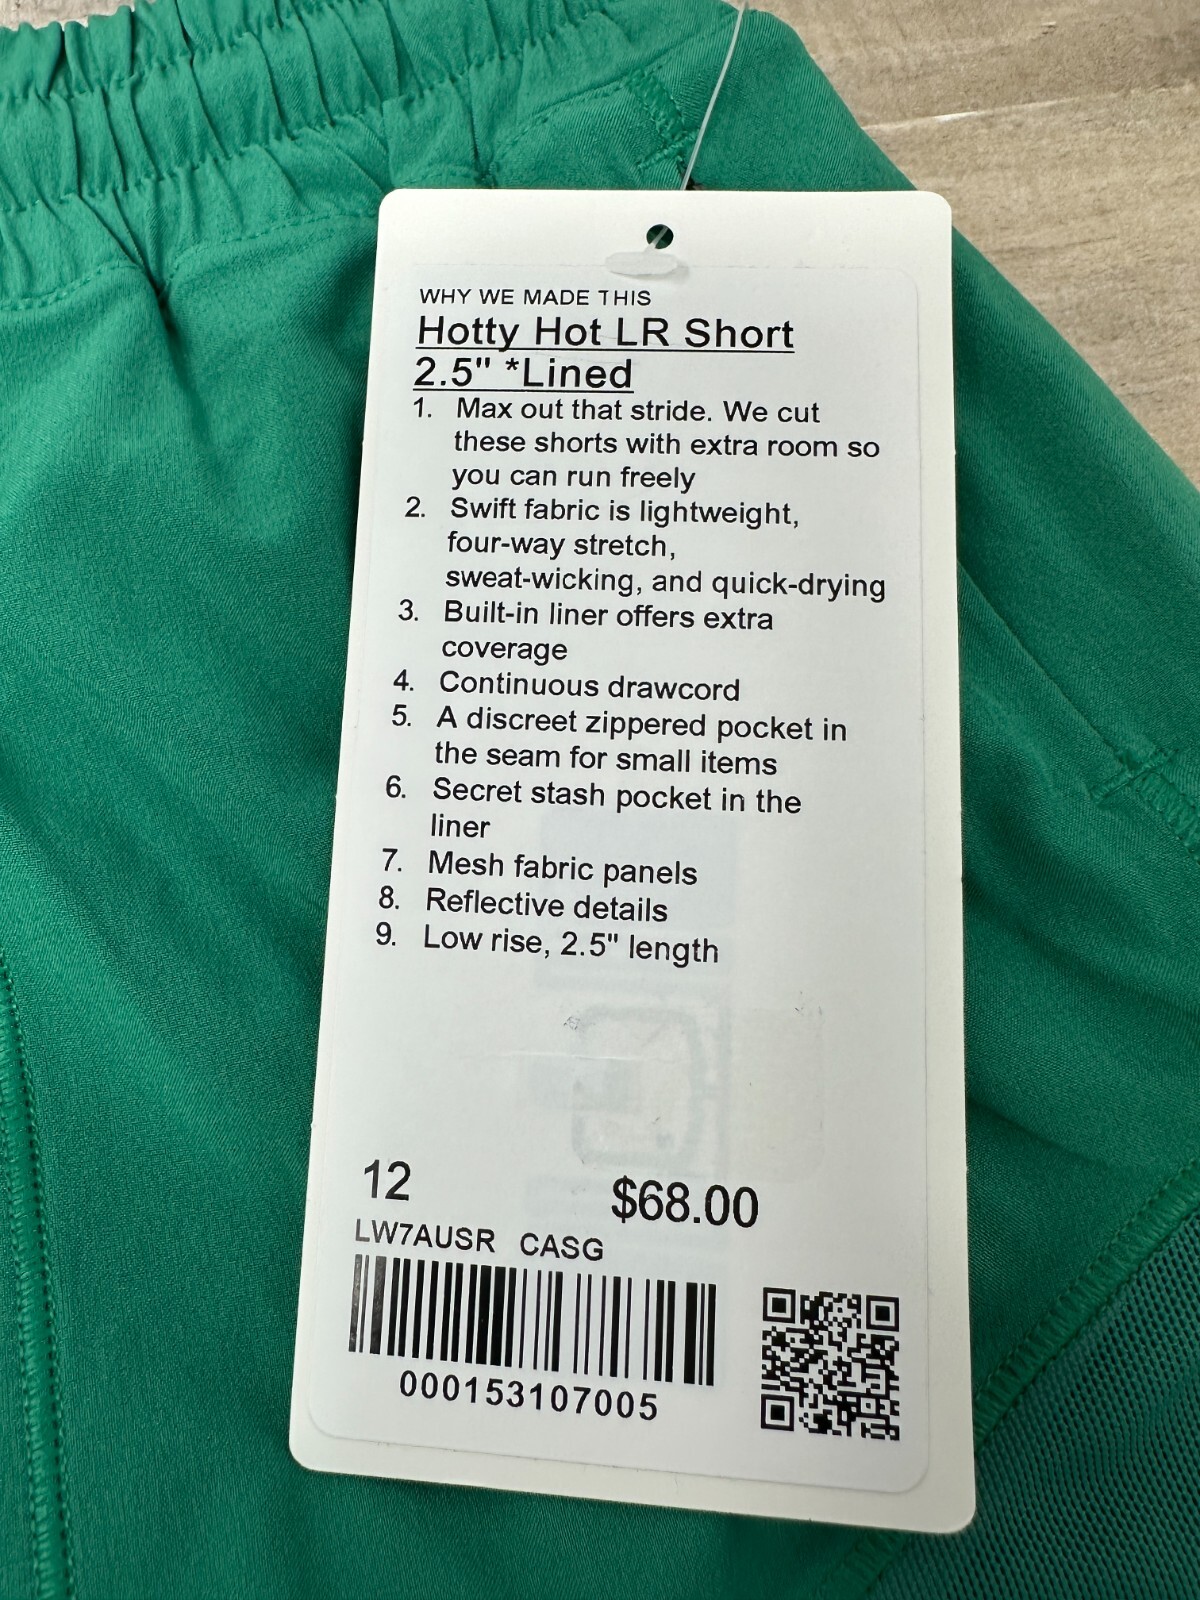 WHY WE MADE THIS
Hotty Hot LR Short
2.5" *Lined
1. Max out that stride. We cut
these shorts with extra room so
you can run freely
2. Swift fabric is lightweight,
four-way stretch,
sweat-wicking, and quick-drying
3. Built-in liner offers extra
coverage
4. Continuous drawcord
5. A discreet zippered pocket in
the seam for small items
6. Secret stash pocket in the
liner
7. Mesh fabric panels
8. Reflective details
9. Low rise, 2.5" length
12 $68.00
LW7AUSR CASG
000153107005